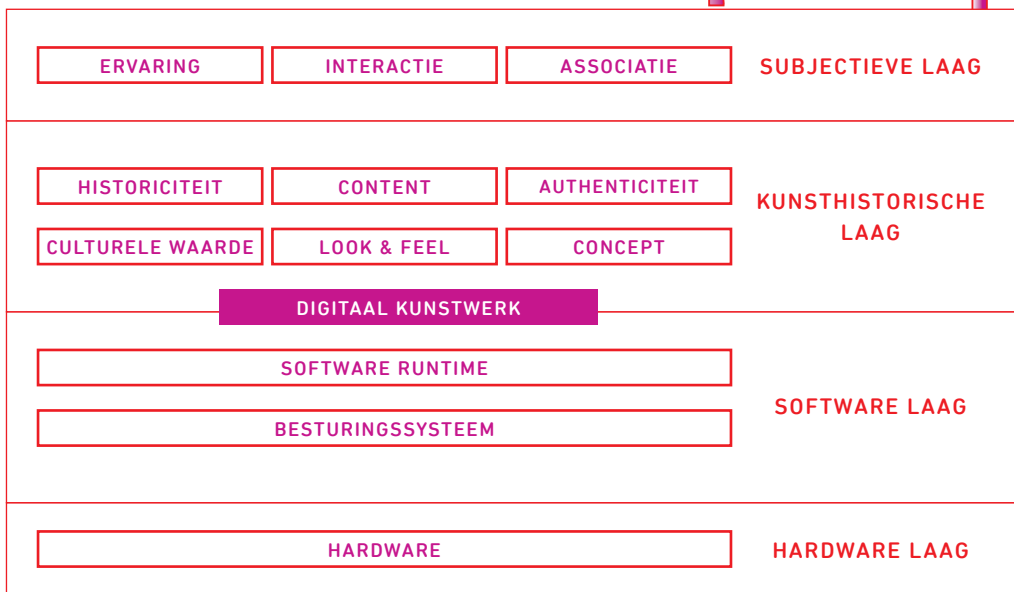 ERVARING INTERACTIE ASSOCIATIE SUBJECTIEVE LAAG
HISTORICITEIT CONTENT AUTHENTICITEIT
KUNSTHISTORISCHE
LAAG
CULTURELE WAARDE LOOK & FEEL CONCEPT
DIGITAAL KUNSTWERK
SOFTWARE RUNTIME
SOFTWARE LAAG
BESTURINGSSYSTEEM
HARDWARE HARDWARE LAAG